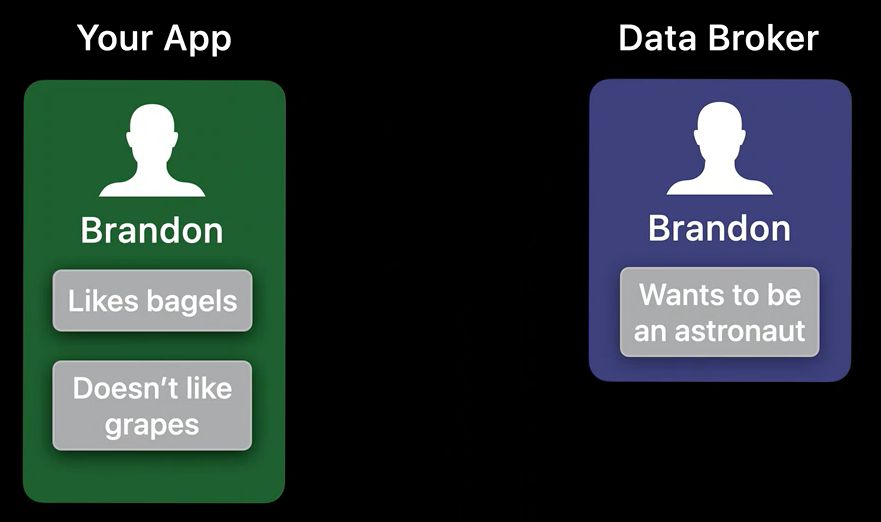 Your App
Brandon
Likes bagels
Doesn’t like
grapes
Data Broker
Brandon
Wants to be
an astronaut